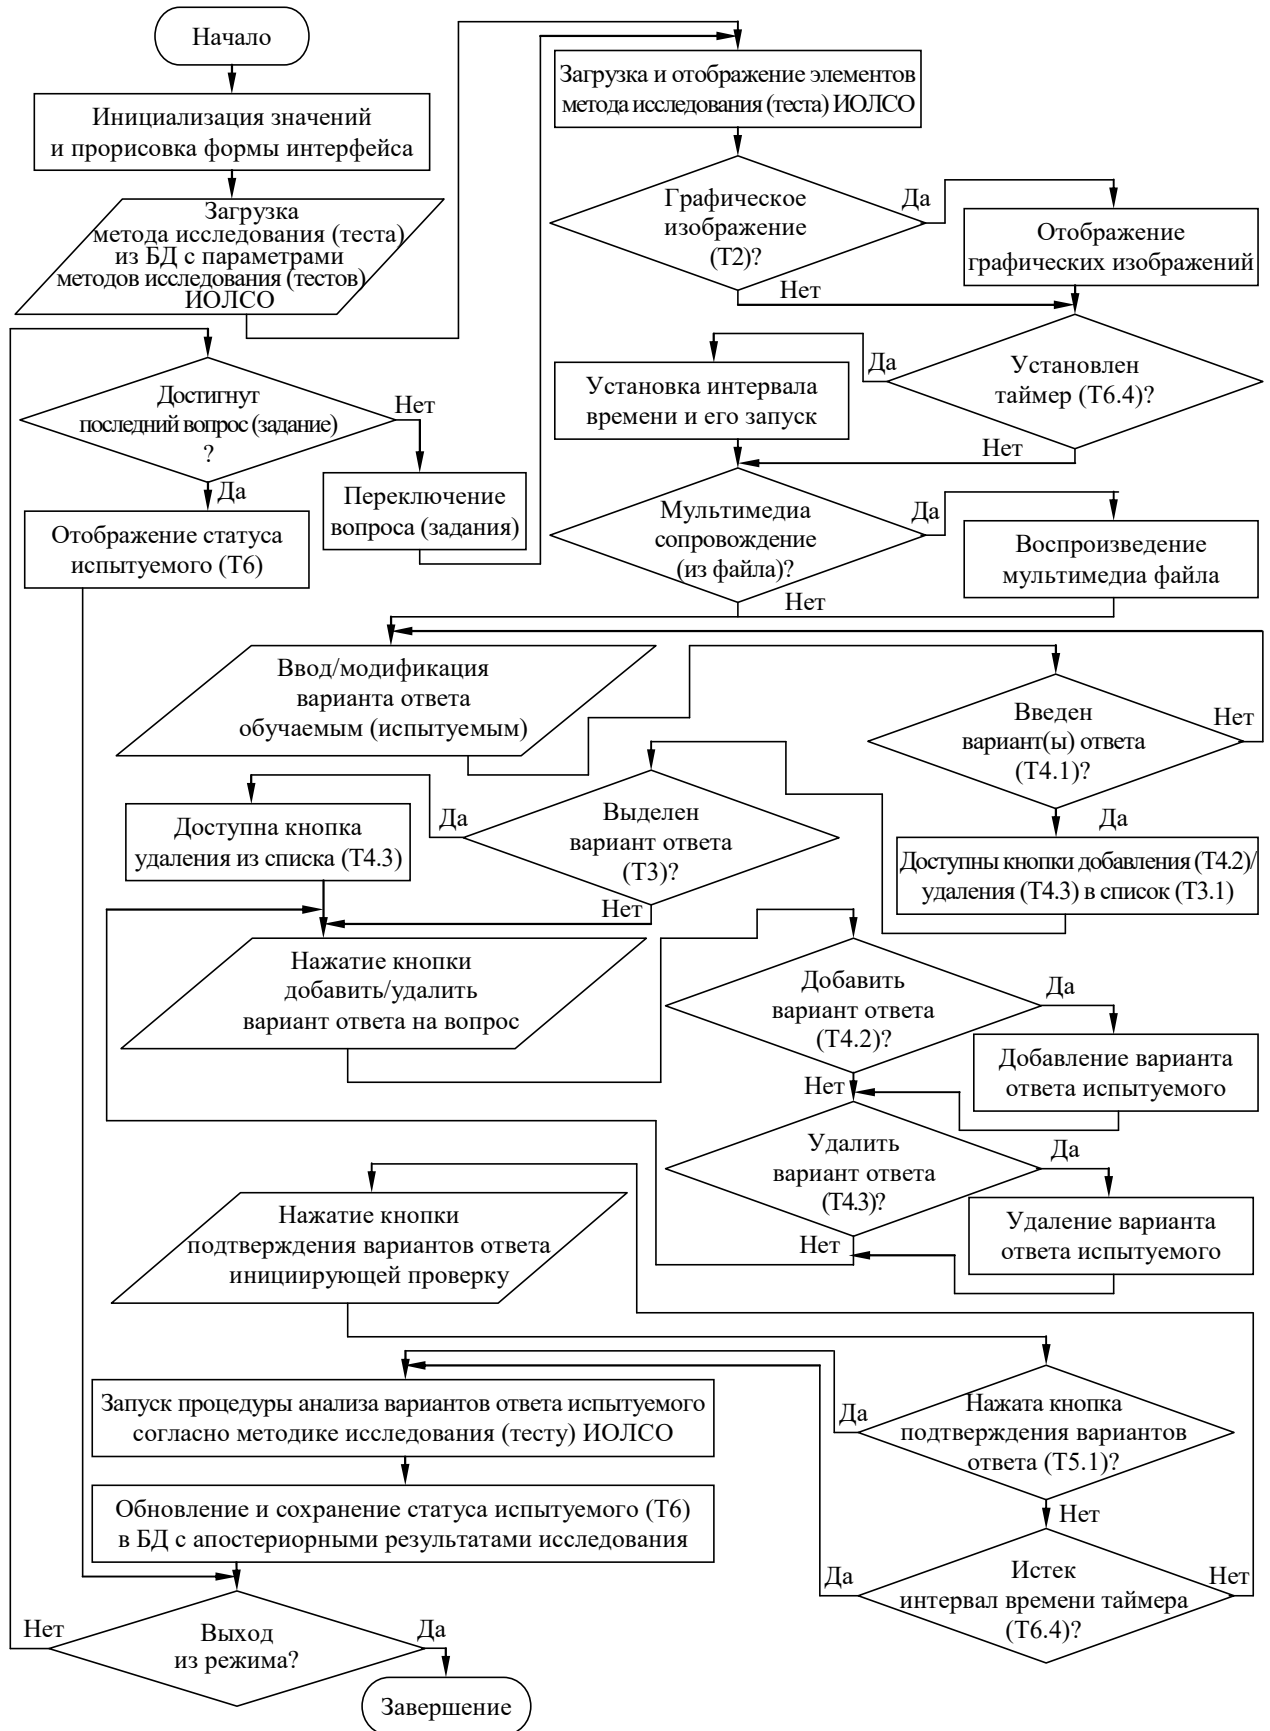 Начало
Инициализация значений
и прорисовка формы интерфейса
Загрузка
метода исследования (теста)
из БД с параметрами
методов исследования (тестов)
ИОЛСО
Загрузка и отображение элементов
метода исследования (теста) ИОЛСО
Графическое
изображение
(Т2)?
Да
Нет
Отображение
графических изображений
Установлен
таймер (Т6.4)?
Да
Нет
Установка интервала
времени и его запуск
Достигнут
последний вопрос (задание)
?
Нет
Да
Переключение
вопроса (задания)
Отображение статуса
испытуемого (Т6)
Мультимедиа
сопровождение
(из файла)?
Да
Нет
Воспроизведение
мультимедиа файла
Ввод/модификация
варианта ответа
обучаемым (испытуемым)
Введен
вариант(ы) ответа
(Т4.1)?
Нет
Да
Доступны кнопки добавления (Т4.2)/
удаления (Т4.3) в список (Т3.1)
Выделен
вариант ответа
(Т3)?
Да
Нет
Доступна кнопка
удаления из списка (Т4.3)
Нажатие кнопки
добавить/удалить
вариант ответа на вопрос
Добавить
вариант ответа
(Т4.2)?
Да
Нет
Добавление варианта
ответа испытуемого
Удалить
вариант ответа
(Т4.3)?
Да
Нет
Удаление варианта
ответа испытуемого
Нажатие кнопки
подтверждения вариантов ответа
инициирующей проверку
Нажата кнопка
подтверждения вариантов
ответа (Т5.1)?
Да
Нет
Запуск процедуры анализа вариантов ответа испытуемого
согласно методике исследования (тесту) ИОЛСО
Обновление и сохранение статуса испытуемого (Т6)
в БД с апостериорными результатами исследования
Истек
интервал времени таймера
(Т6.4)?
Да
Нет
Выход
из режима?
Нет
Да
Завершение